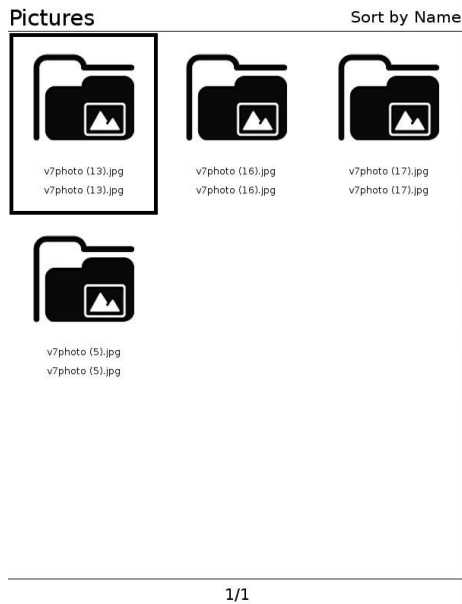 Pictures
Sort by Name
v7photo (13).jpg
v7photo (13).jpg
v7photo (16).jpg
v7photo (16).jpg
v7photo (17).jpg
v7photo (17).jpg
v7photo (5).jpg
v7photo (5).jpg
1/1